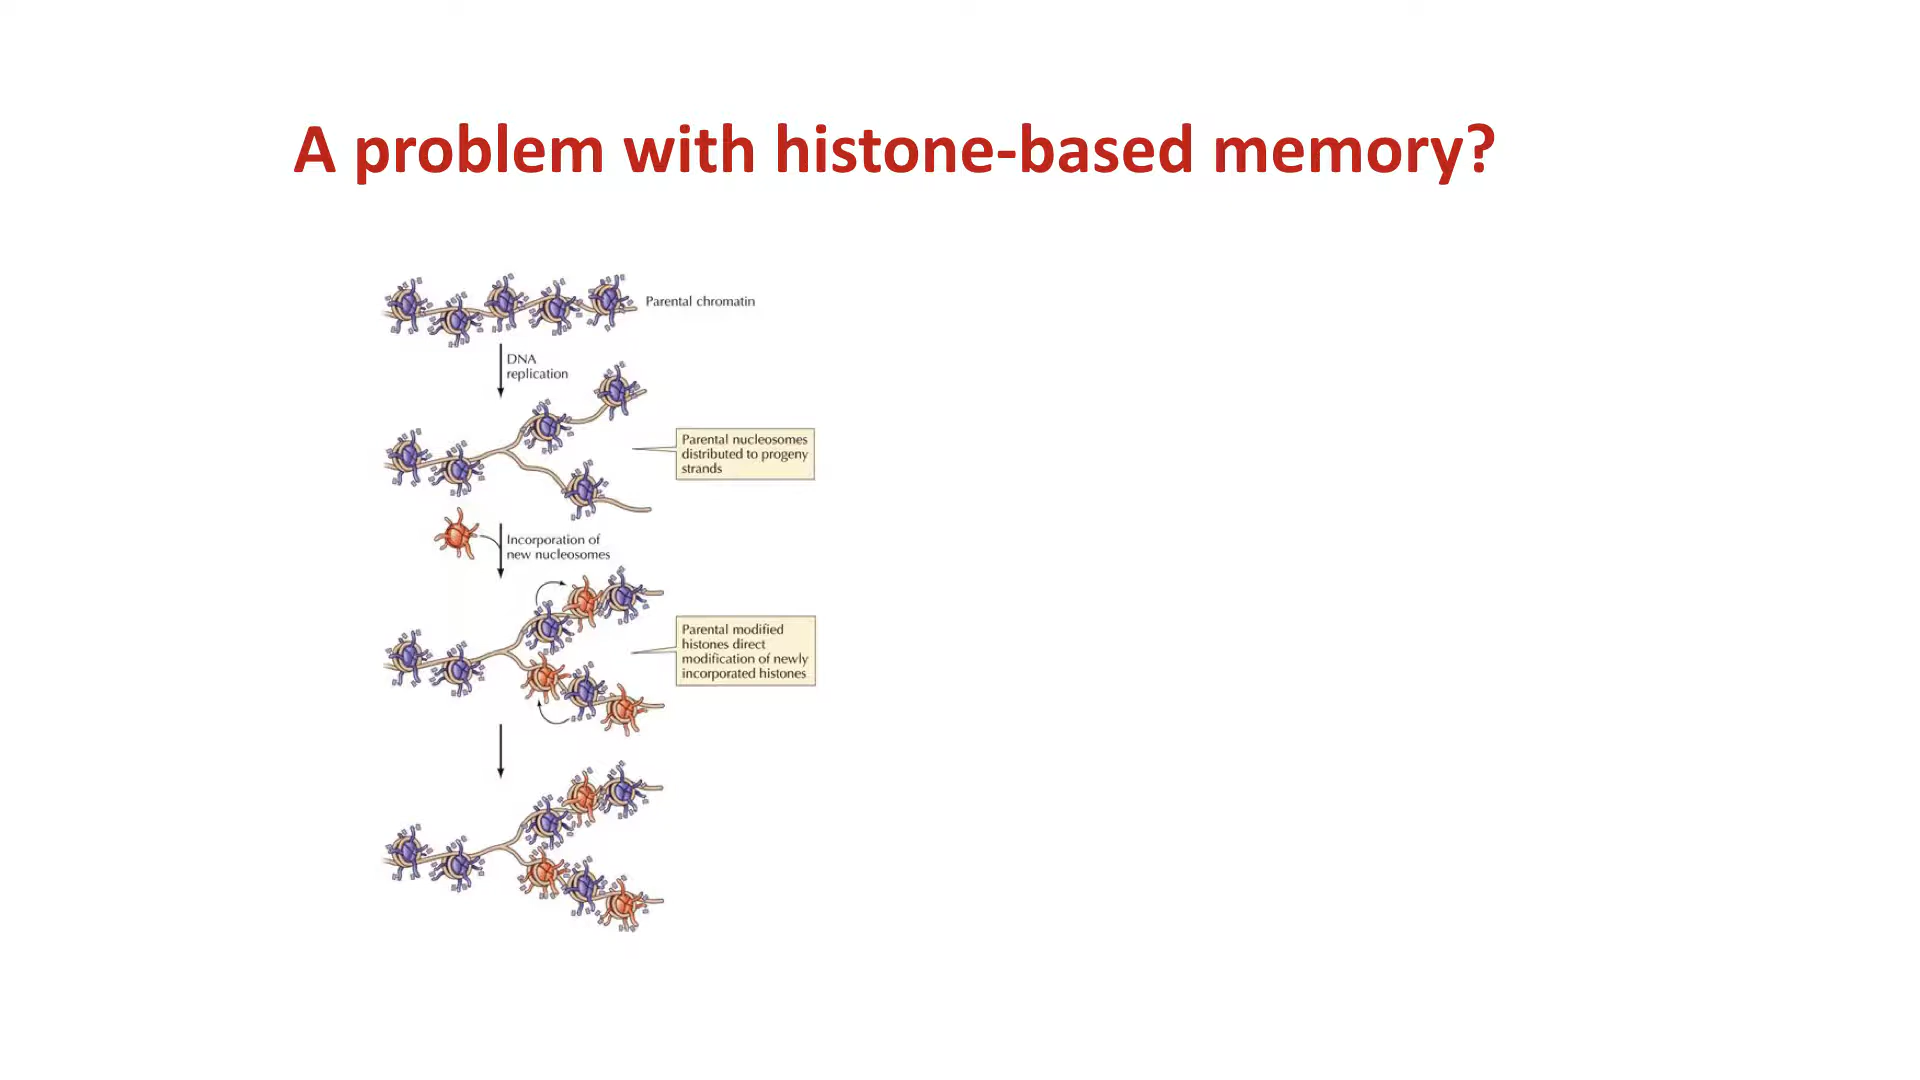 A problem with histone-based memory?
Parental chromatin
DNA
replication
Parental nucleosomes
distributed to progeny
strands
Incorporation of
new nucleosomes
Parental modified
histones direct
modification of newly
incorporated histones